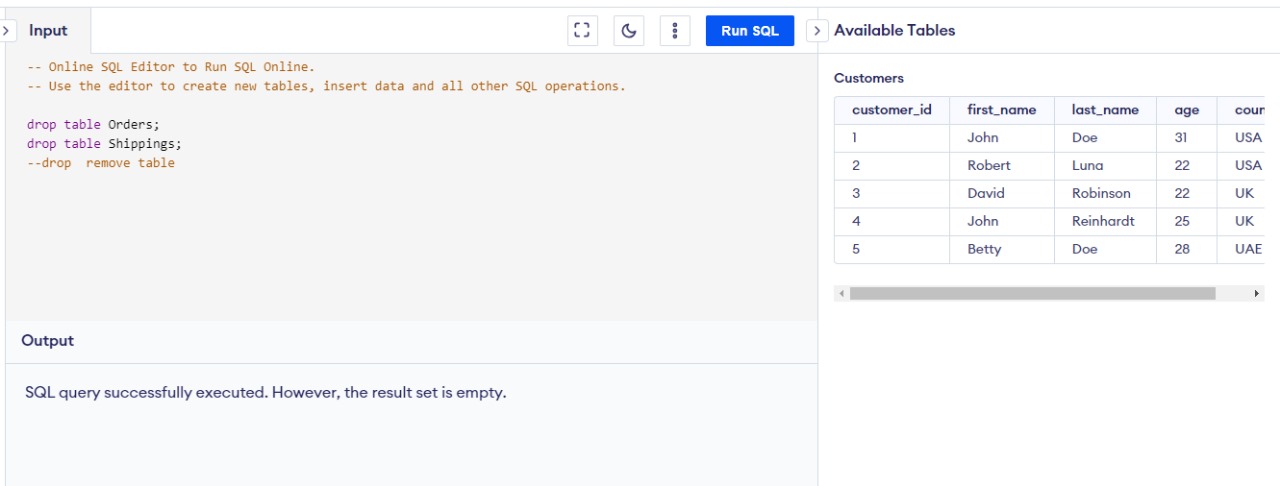 Input
Run SQL
-- Online SQL Editor to Run SQL Online.
-- Use the editor to create new tables, insert data and all other SQL operations.
drop table Orders;
drop table Shippings;
--drop  remove table
Output
SQL query successfully executed. However, the result set is empty.
Available Tables
Customers
customer_id first_name last_name age coun
1 John Doe 31 USA
2 Robert Luna 22 USA
3 David Robinson 22 UK
4 John Reinhardt 25 UK
5 Betty Doe 28 UAE